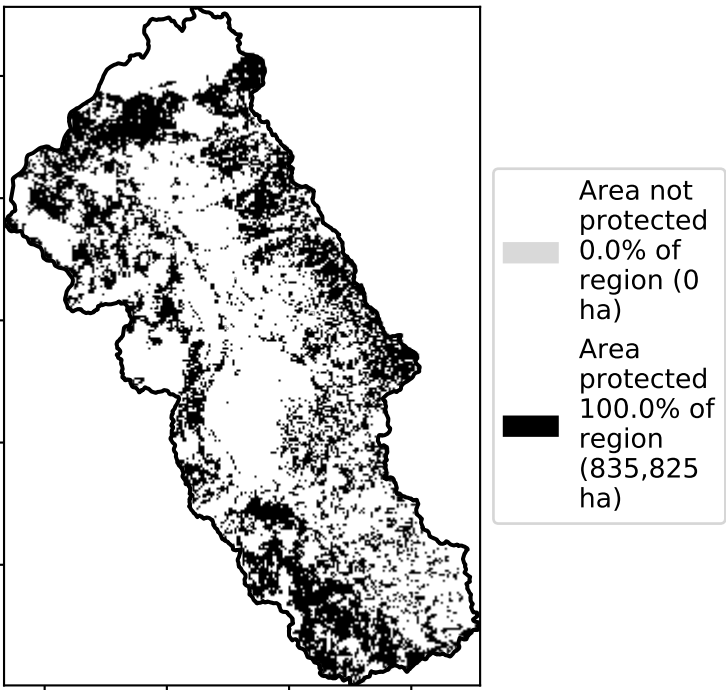 Area not
protected
0.0% of
region (0
ha)
Area
protected
100.0% of
region
(835,825
ha)